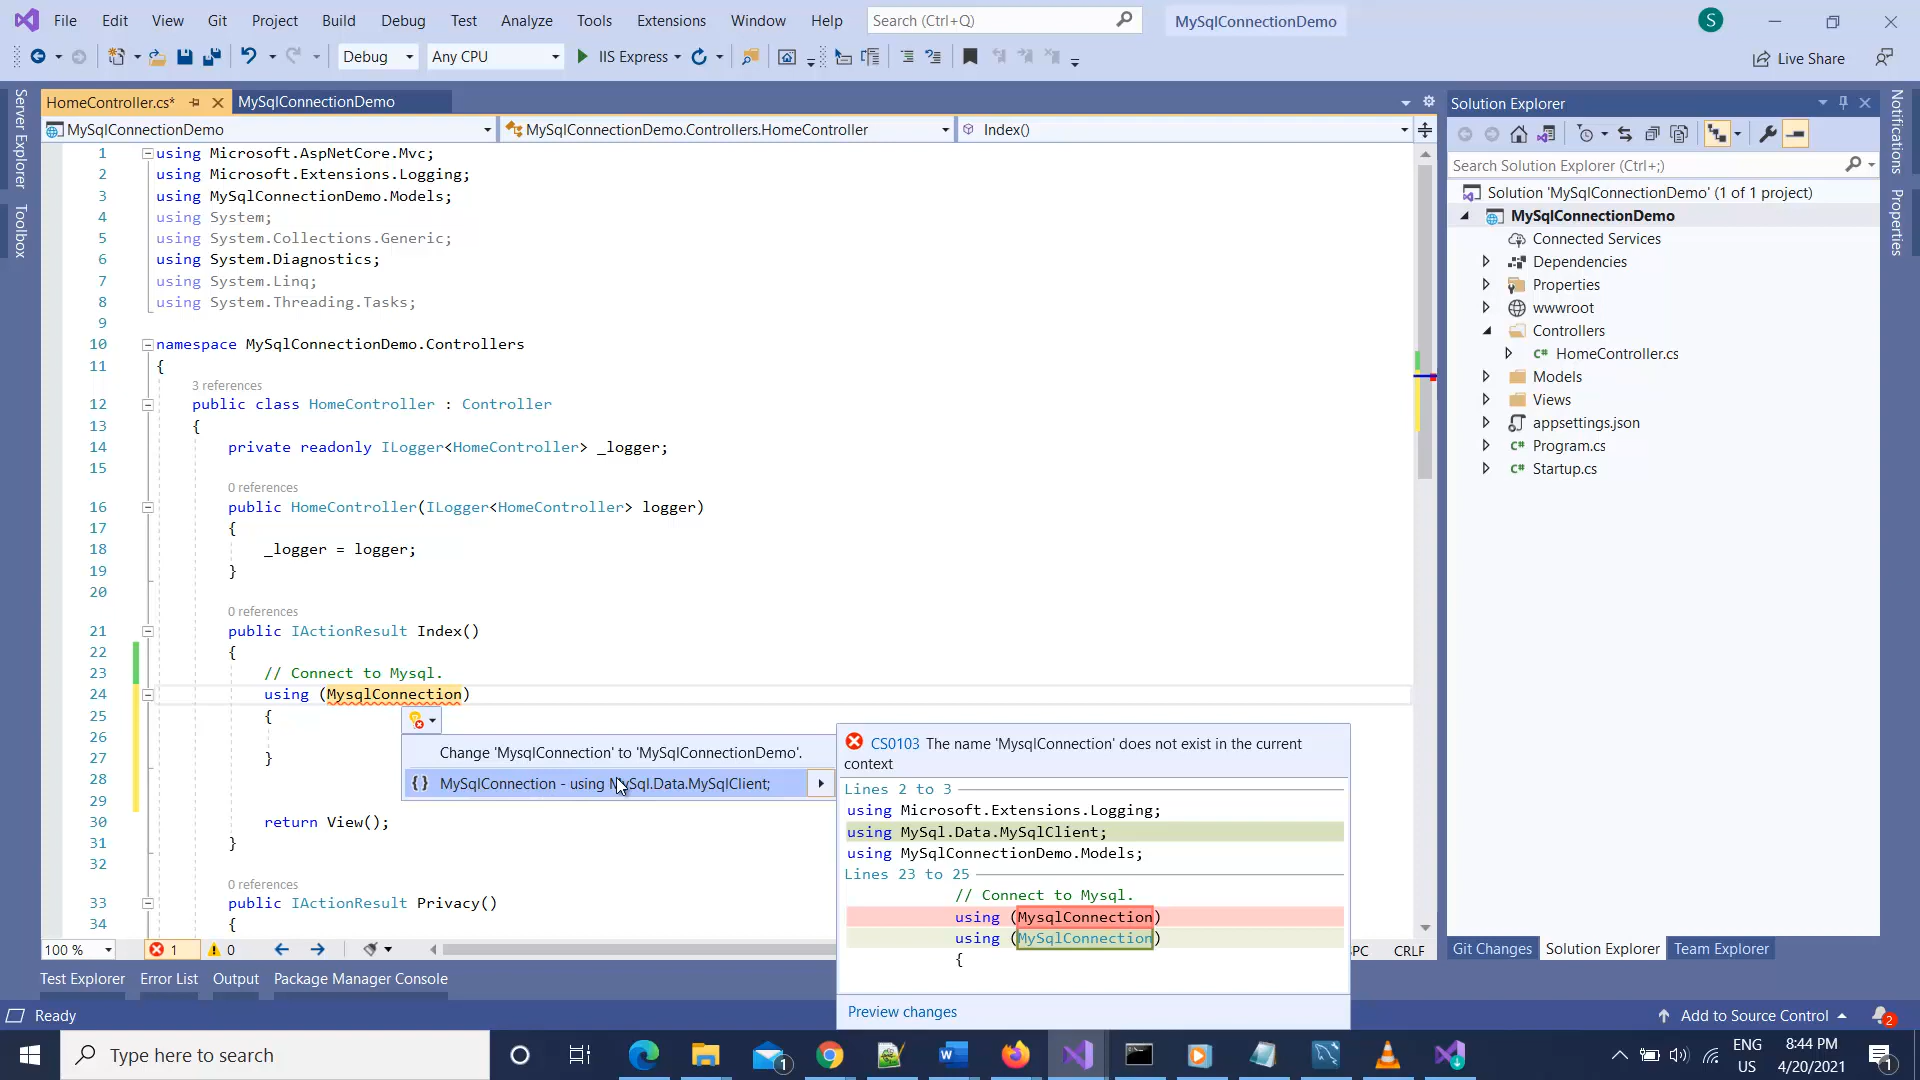 File Edit View Git Project Build Debug Test Analyze Tools Extensions Window Help Search (Ctrl+Q) MySqlConnectionDemo S
Debug Any CPU IIS Express Live Share
Server Explorer
Toolbox
HomeController.cs* MySqlConnectionDemo
MySqlConnectionDemo MySqlConnectionDemo.Controllers.HomeController Index()
1 using Microsoft.AspNetCore.Mvc;
2 using Microsoft.Extensions.Logging;
3 using MySqlConnectionDemo.Models;
4 using System;
5 using System.Collections.Generic;
6 using System.Diagnostics;
7 using System.Linq;
8 using System.Threading.Tasks;
9
10 namespace MySqlConnectionDemo.Controllers
11 {
3 references
12 public class HomeController : Controller
13 {
14 private readonly ILogger<HomeController> _logger;
15
0 references
16 public HomeController(ILogger<HomeController> logger)
17 {
18 _logger = logger;
19 }
20
0 references
21 public IActionResult Index()
22 {
23 // Connect to Mysql.
24 using (MysqlConnection)
25 {
26
27 }
28
29
30 return View();
31 }
32
0 references
33 public IActionResult Privacy()
34 {
Change 'MysqlConnection' to 'MySqlConnectionDemo'.
{} MySqlConnection - using MySql.Data.MySqlClient;
CS0103 The name 'MysqlConnection' does not exist in the current
context
Lines 2 to 3
using Microsoft.Extensions.Logging;
using MySql.Data.MySqlClient;
using MySqlConnectionDemo.Models;
Lines 23 to 25
// Connect to Mysql.
using (MysqlConnection)
using (MySqlConnection)
{
Preview changes
100 % 1 0 PC CRLF
Test Explorer Error List Output Package Manager Console
Solution Explorer
Search Solution Explorer (Ctrl+;)
Solution 'MySqlConnectionDemo' (1 of 1 project)
MySqlConnectionDemo
Connected Services
Dependencies
Properties
wwwroot
Controllers
C# HomeController.cs
Models
Views
appsettings.json
C# Program.cs
C# Startup.cs
Git Changes Solution Explorer Team Explorer
Notifications
Properties
Ready Add to Source Control 2
Type here to search 1 ENG
US 8:44 PM
4/20/2021 1